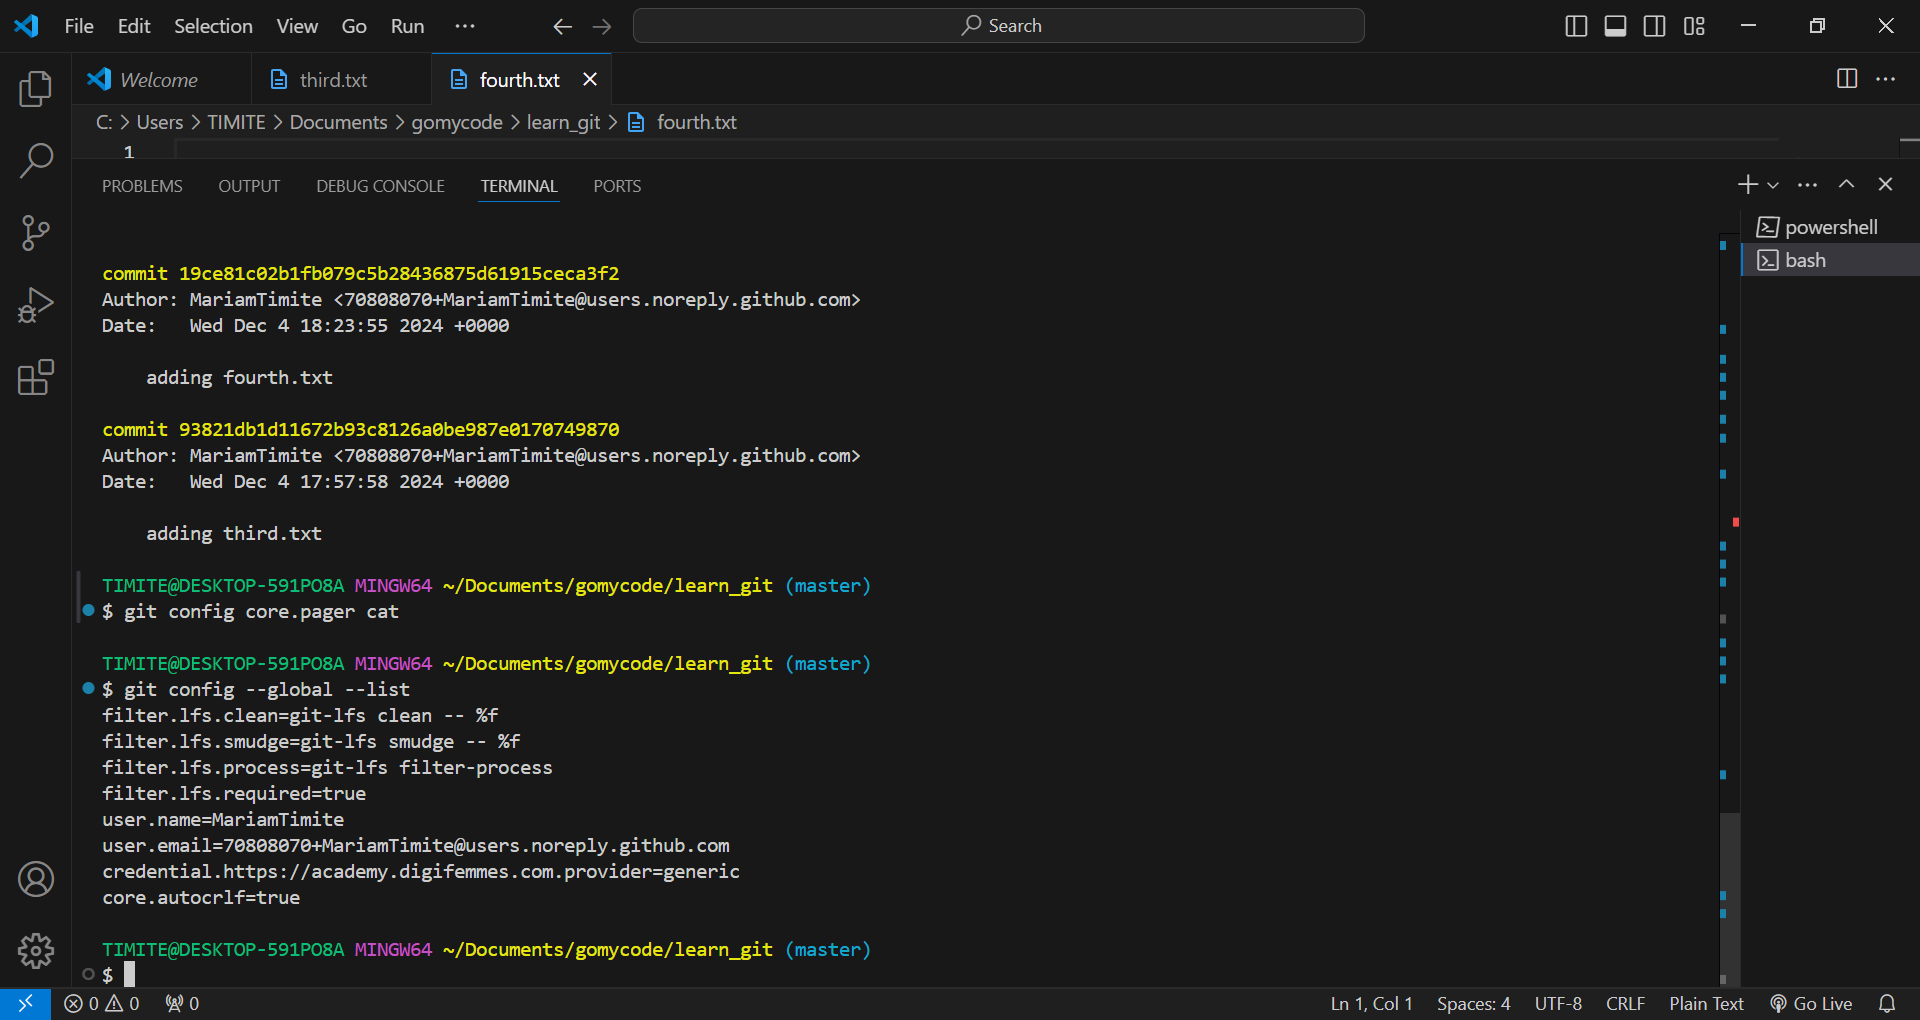 File Edit Selection View Go Run ··· Search
Welcome third.txt fourth.txt
C: > Users > TIMITE > Documents > gomycode > learn_git > fourth.txt
1
PROBLEMS OUTPUT DEBUG CONSOLE TERMINAL PORTS
powershell
bash
commit 19ce81c02b1fb079c5b28436875d61915ceca3f2
Author: MariamTimite <70808070+MariamTimite@users.noreply.github.com>
Date:   Wed Dec 4 18:23:55 2024 +0000
adding fourth.txt
commit 93821db1d11672b93c8126a0be987e0170749870
Author: MariamTimite <70808070+MariamTimite@users.noreply.github.com>
Date:   Wed Dec 4 17:57:58 2024 +0000
adding third.txt
TIMITE@DESKTOP-591PO8A MINGW64 ~/Documents/gomycode/learn_git (master)
$ git config core.pager cat
TIMITE@DESKTOP-591PO8A MINGW64 ~/Documents/gomycode/learn_git (master)
$ git config --global --list
filter.lfs.clean=git-lfs clean -- %f
filter.lfs.smudge=git-lfs smudge -- %f
filter.lfs.process=git-lfs filter-process
filter.lfs.required=true
user.name=MariamTimite
user.email=70808070+MariamTimite@users.noreply.github.com
credential.https://academy.digifemmes.com.provider=generic
core.autocrlf=true
TIMITE@DESKTOP-591PO8A MINGW64 ~/Documents/gomycode/learn_git (master)
$
0 0 0 Ln 1, Col 1 Spaces: 4 UTF-8 CRLF Plain Text Go Live